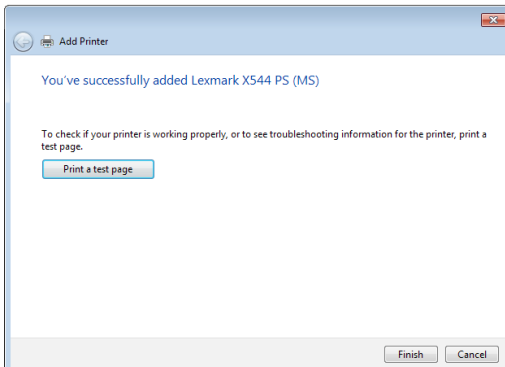 Add Printer
You've successfully added Lexmark X544 PS (MS)
To check if your printer is working properly, or to see troubleshooting information for the printer, print a
test page.
Print a test page
Finish
Cancel